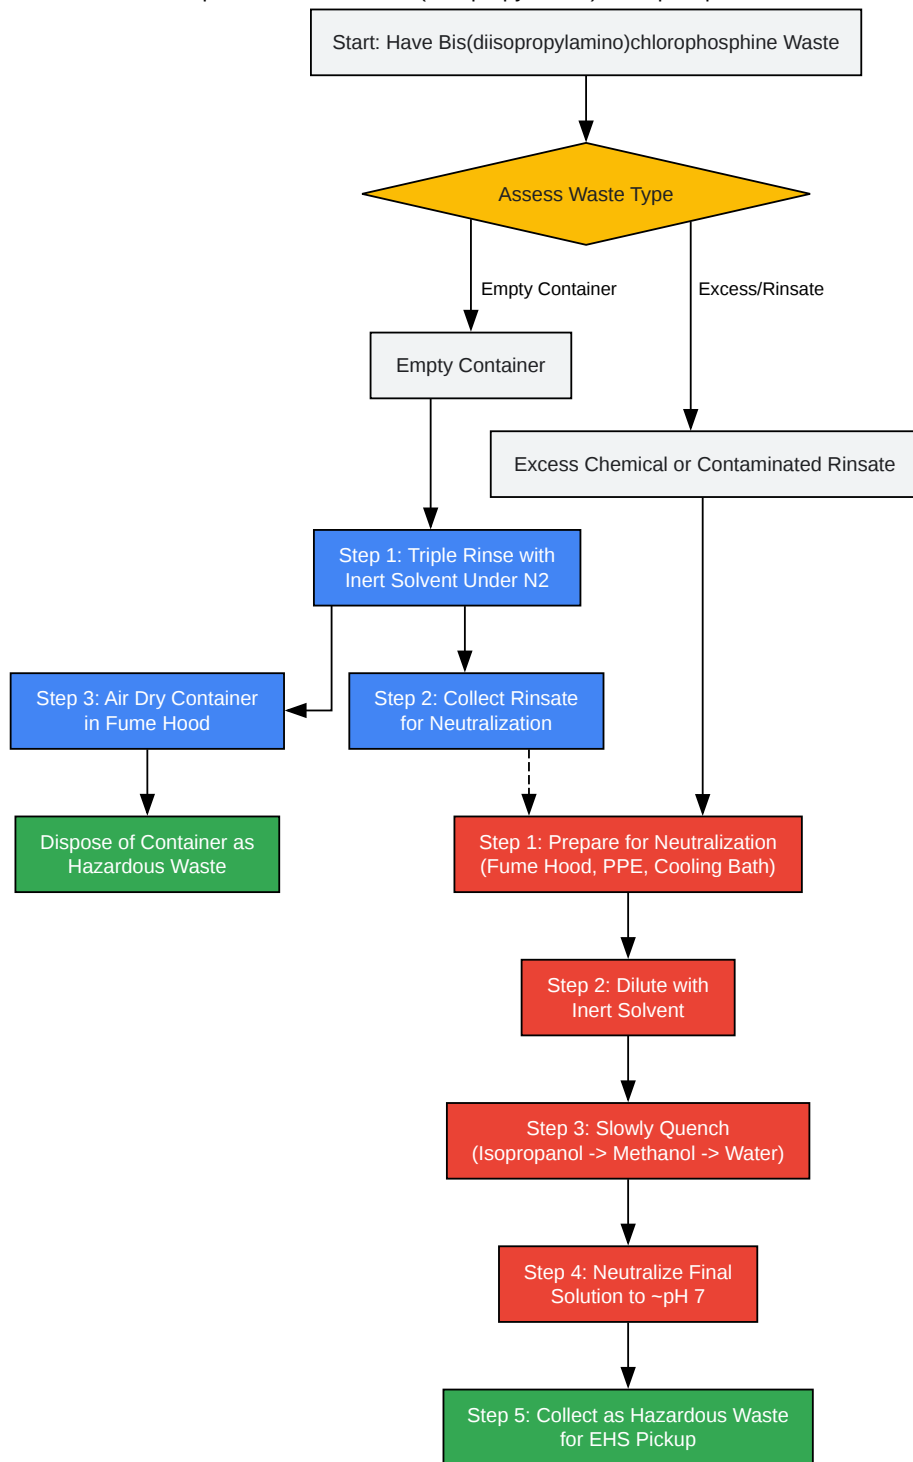 Start: Have Bis(diisopropylamino)chlorophosphine Waste
Assess Waste Type
Empty Container
Excess/Rinsate
Empty Container
Excess Chemical or Contaminated Rinsate
Step 1: Triple Rinse with
Inert Solvent Under N2
Step 3: Air Dry Container
in Fume Hood
Step 2: Collect Rinsate
for Neutralization
Dispose of Container as
Hazardous Waste
Step 1: Prepare for Neutralization
(Fume Hood, PPE, Cooling Bath)
Step 2: Dilute with
Inert Solvent
Step 3: Slowly Quench
(Isopropanol -> Methanol -> Water)
Step 4: Neutralize Final
Solution to ~pH 7
Step 5: Collect as Hazardous Waste
for EHS Pickup